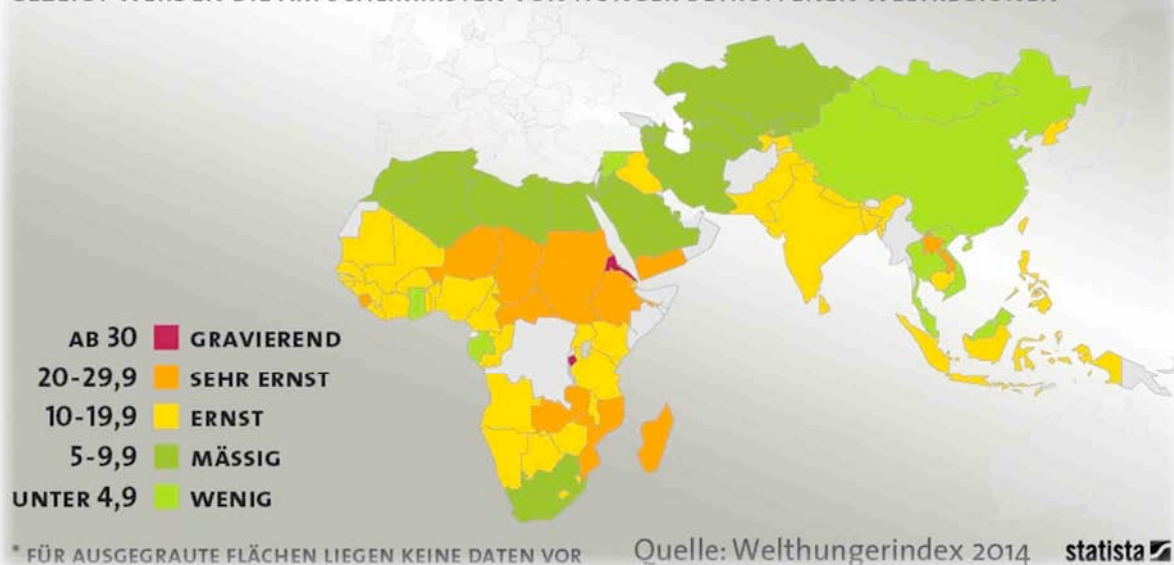 AB 30 GRAVIEREND
20-29,9 SEHR ERNST
10-19,9 ERNST
5-9,9 MÄSSIG
UNTER 4,9 WENIG
* FÜR AUSGEGRAUTE FLÄCHEN LIEGEN KEINE DATEN VOR
Quelle: Welthungerindex 2014
statista